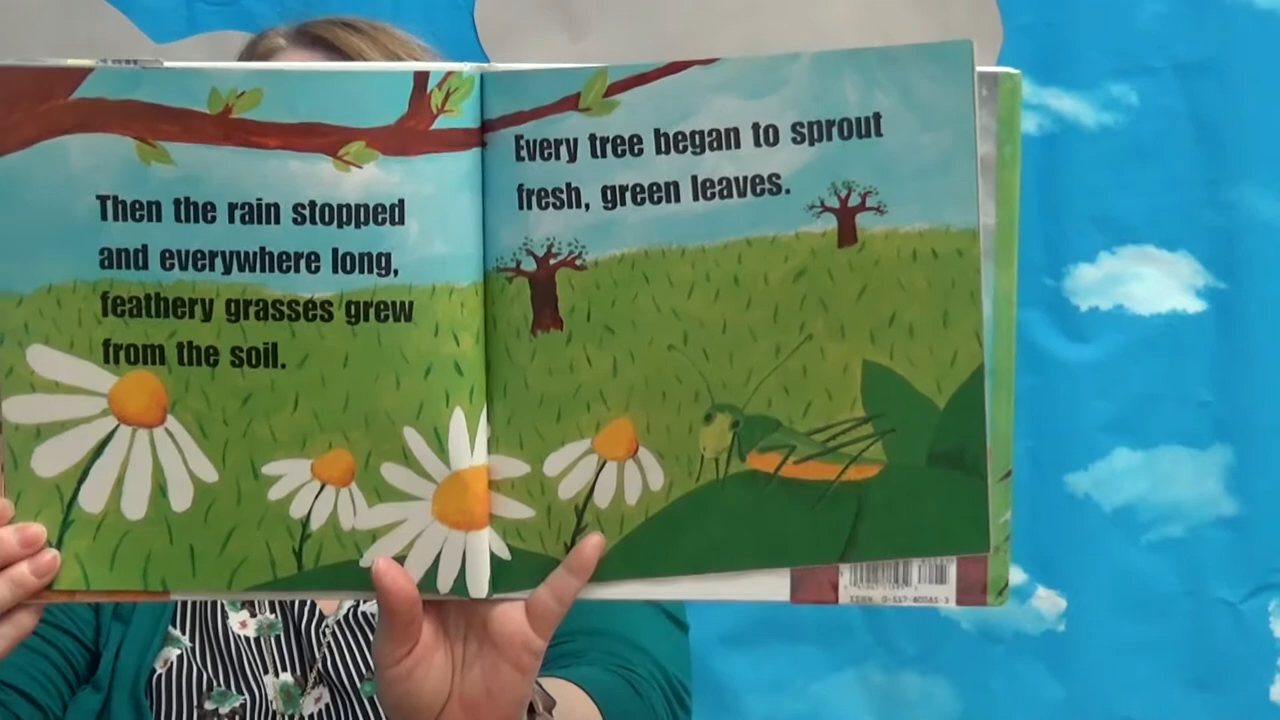 Then the rain stopped
and everywhere long,
feathery grasses grew
from the soil.
Every tree began to sprout
fresh, green leaves.
ISBN